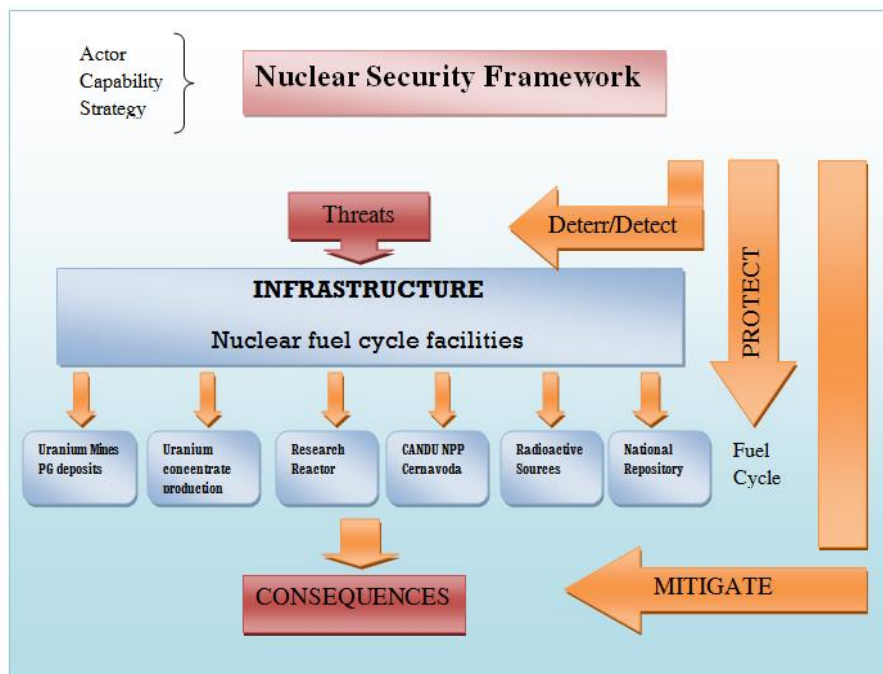 Actor
Capability
Strategy
Nuclear Security Framework
Threats
Deterr/Detect
INFRASTRUCTURE
Nuclear fuel cycle facilities
PROTECT
Uranium Mines
PG deposits
Uranium
concentrate
production
Research
Reactor
CANDU NPP
Cernavoda
Radioactive
Sources
National
Repository
Fuel
Cycle
CONSEQUENCES
MITIGATE